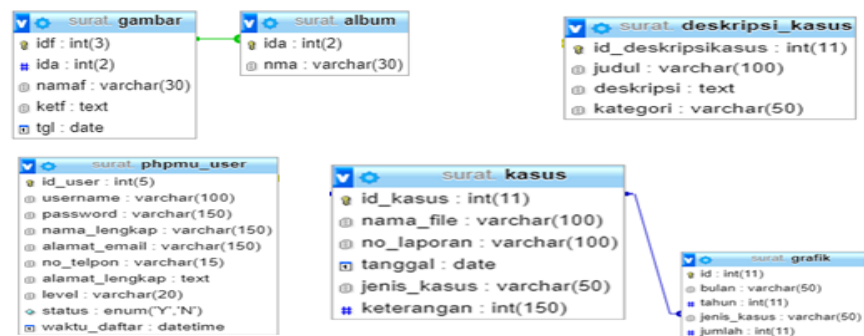 surat. gambar
idf : int(3)
ida : int(2)
namaf : varchar(30)
ketf : text
tgl : date
surat. album
ida : int(2)
nma : varchar(30)
surat. deskripsi_kasus
id_deskripsikasus : int(11)
judul : varchar(100)
deskripsi : text
kategori : varchar(50)
surat. phpmu_user
id_user : int(5)
username : varchar(100)
password : varchar(150)
nama_lengkap : varchar(150)
alamat_email : varchar(150)
no_telpon : varchar(15)
alamat_lengkap : text
level : varchar(20)
status : enum('Y','N')
waktu_daftar : datetime
surat. kasus
id_kasus : int(11)
nama_file : varchar(100)
no_laporan : varchar(100)
tanggal : date
jenis_kasus : varchar(50)
keterangan : int(150)
surat. grafik
id : int(11)
bulan : varchar(50)
tahun : int(11)
jenis_kasus : varchar(50)
jumlah : int(11)